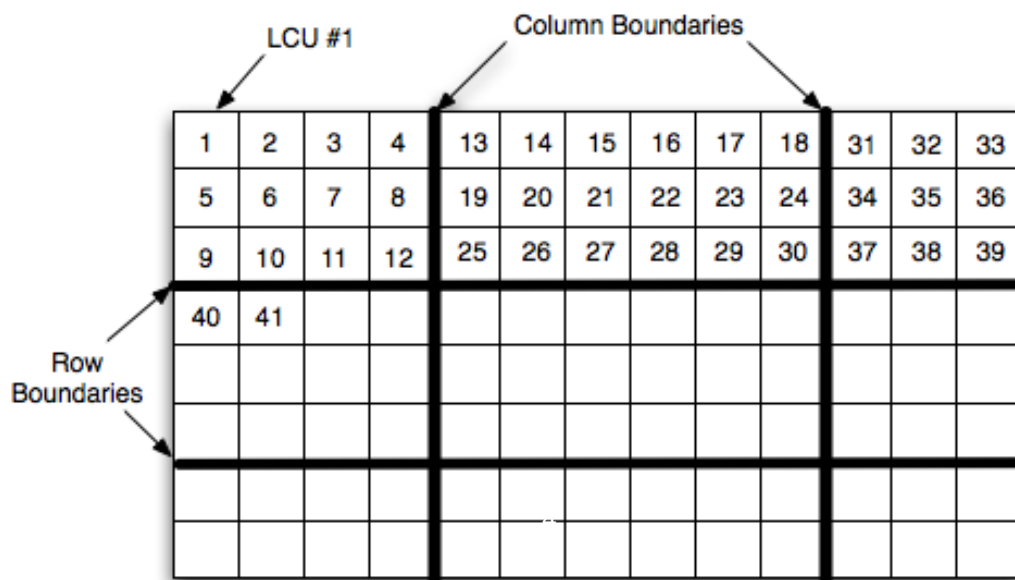 LCU #1
Column Boundaries
1 2 3 4 13 14 15 16 17 18 31 32 33
5 6 7 8 19 20 21 22 23 24 34 35 36
9 10 11 12 25 26 27 28 29 30 37 38 39
40 41
Row
Boundaries